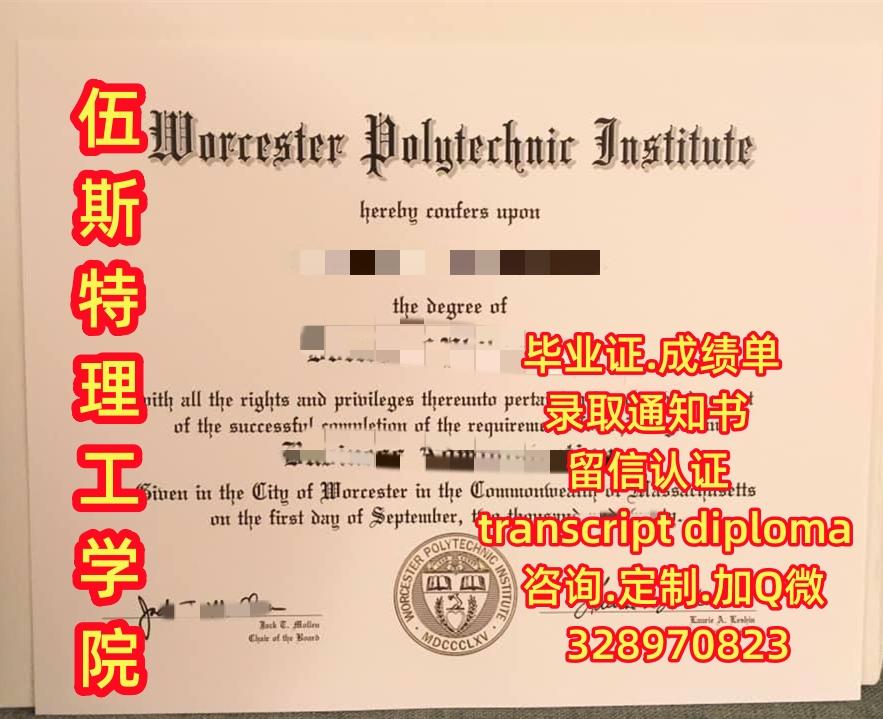 伍斯特理工学院
Worcester Polytechnic Institute
hereby confers upon
the degree of
毕业证.成绩单
with all the rights and privileges thereunto
录取通知书
of the successful completion of the
留信认证
Given in the City of Worcester in the Commonwealth of Massachusetts
on the first day of September,
transcript diploma
WORCESTER POLYTECHNIC INSTITUTE
MDCCCLXV
咨询.定制.加Q微
Jack T. Mollen
Chair of the Board
Laurie A. Leshin
328970823